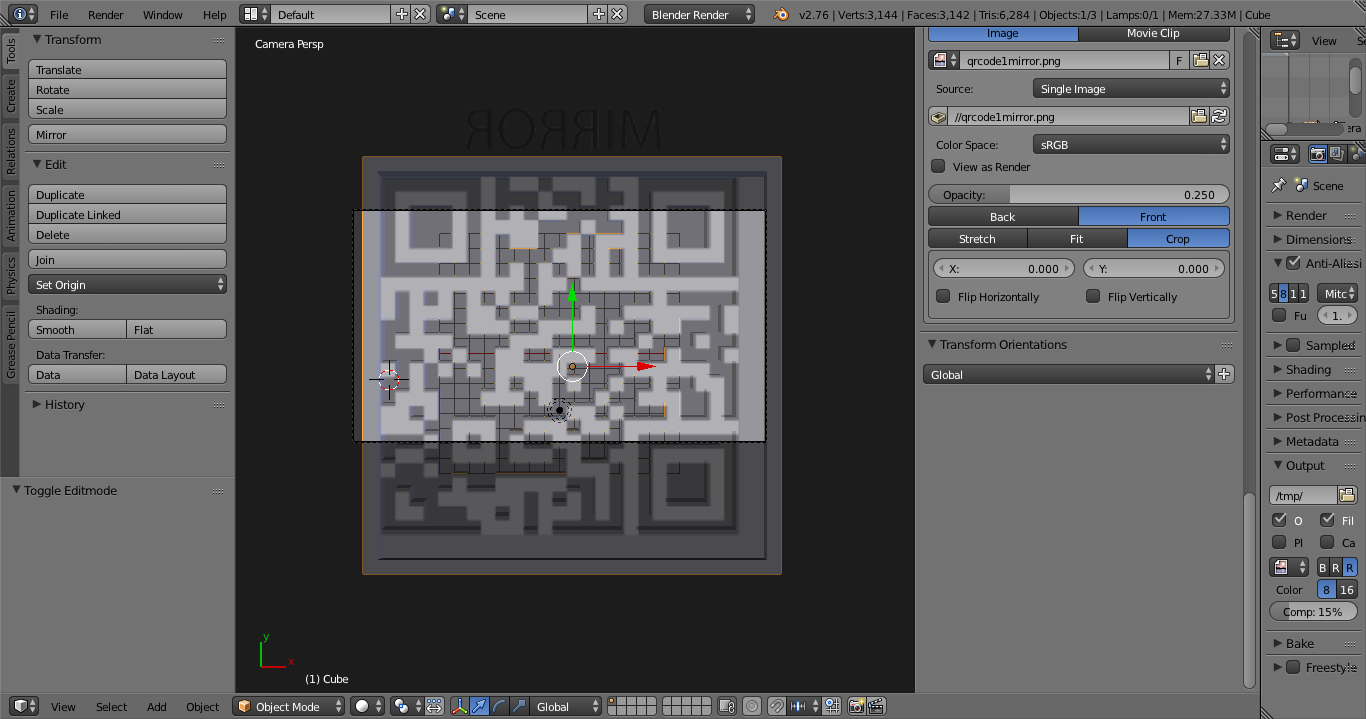 File Render Window Help Default Scene Blender Render v2.76 | Verts:3,144 | Faces:3,142 | Tris:6,284 | Objects:1/3 | Lamps:0/1 | Mem:27.33M | Cube
Tools
Create
Relations
Animation
Physics
Grease Pencil
Transform
Translate
Rotate
Scale
Mirror
Edit
Duplicate
Duplicate Linked
Delete
Join
Set Origin
Shading:
Smooth Flat
Data Transfer:
Data Data Layout
History
Toggle Editmode
Camera Persp
MIRROR
y
x
(1) Cube
Image Movie Clip
qrcode1mirror.png F
Source: Single Image
//qrcode1mirror.png
Color Space: sRGB
View as Render
Opacity: 0.250
Back Front
Stretch Fit Crop
X: 0.000 Y: 0.000
Flip Horizontally Flip Vertically
Transform Orientations
Global
View
Scene
Render
Dimensions
Anti-Aliasi
5 8 1 1 Mitc
Fu 1.
Sampled
Shading
Performance
Post Processin
Metadata
Output
/tmp/
O Fil
Pl Ca
B R R
Color 8 16
Comp: 15%
Bake
Freestyle
View Select Add Object Object Mode Global